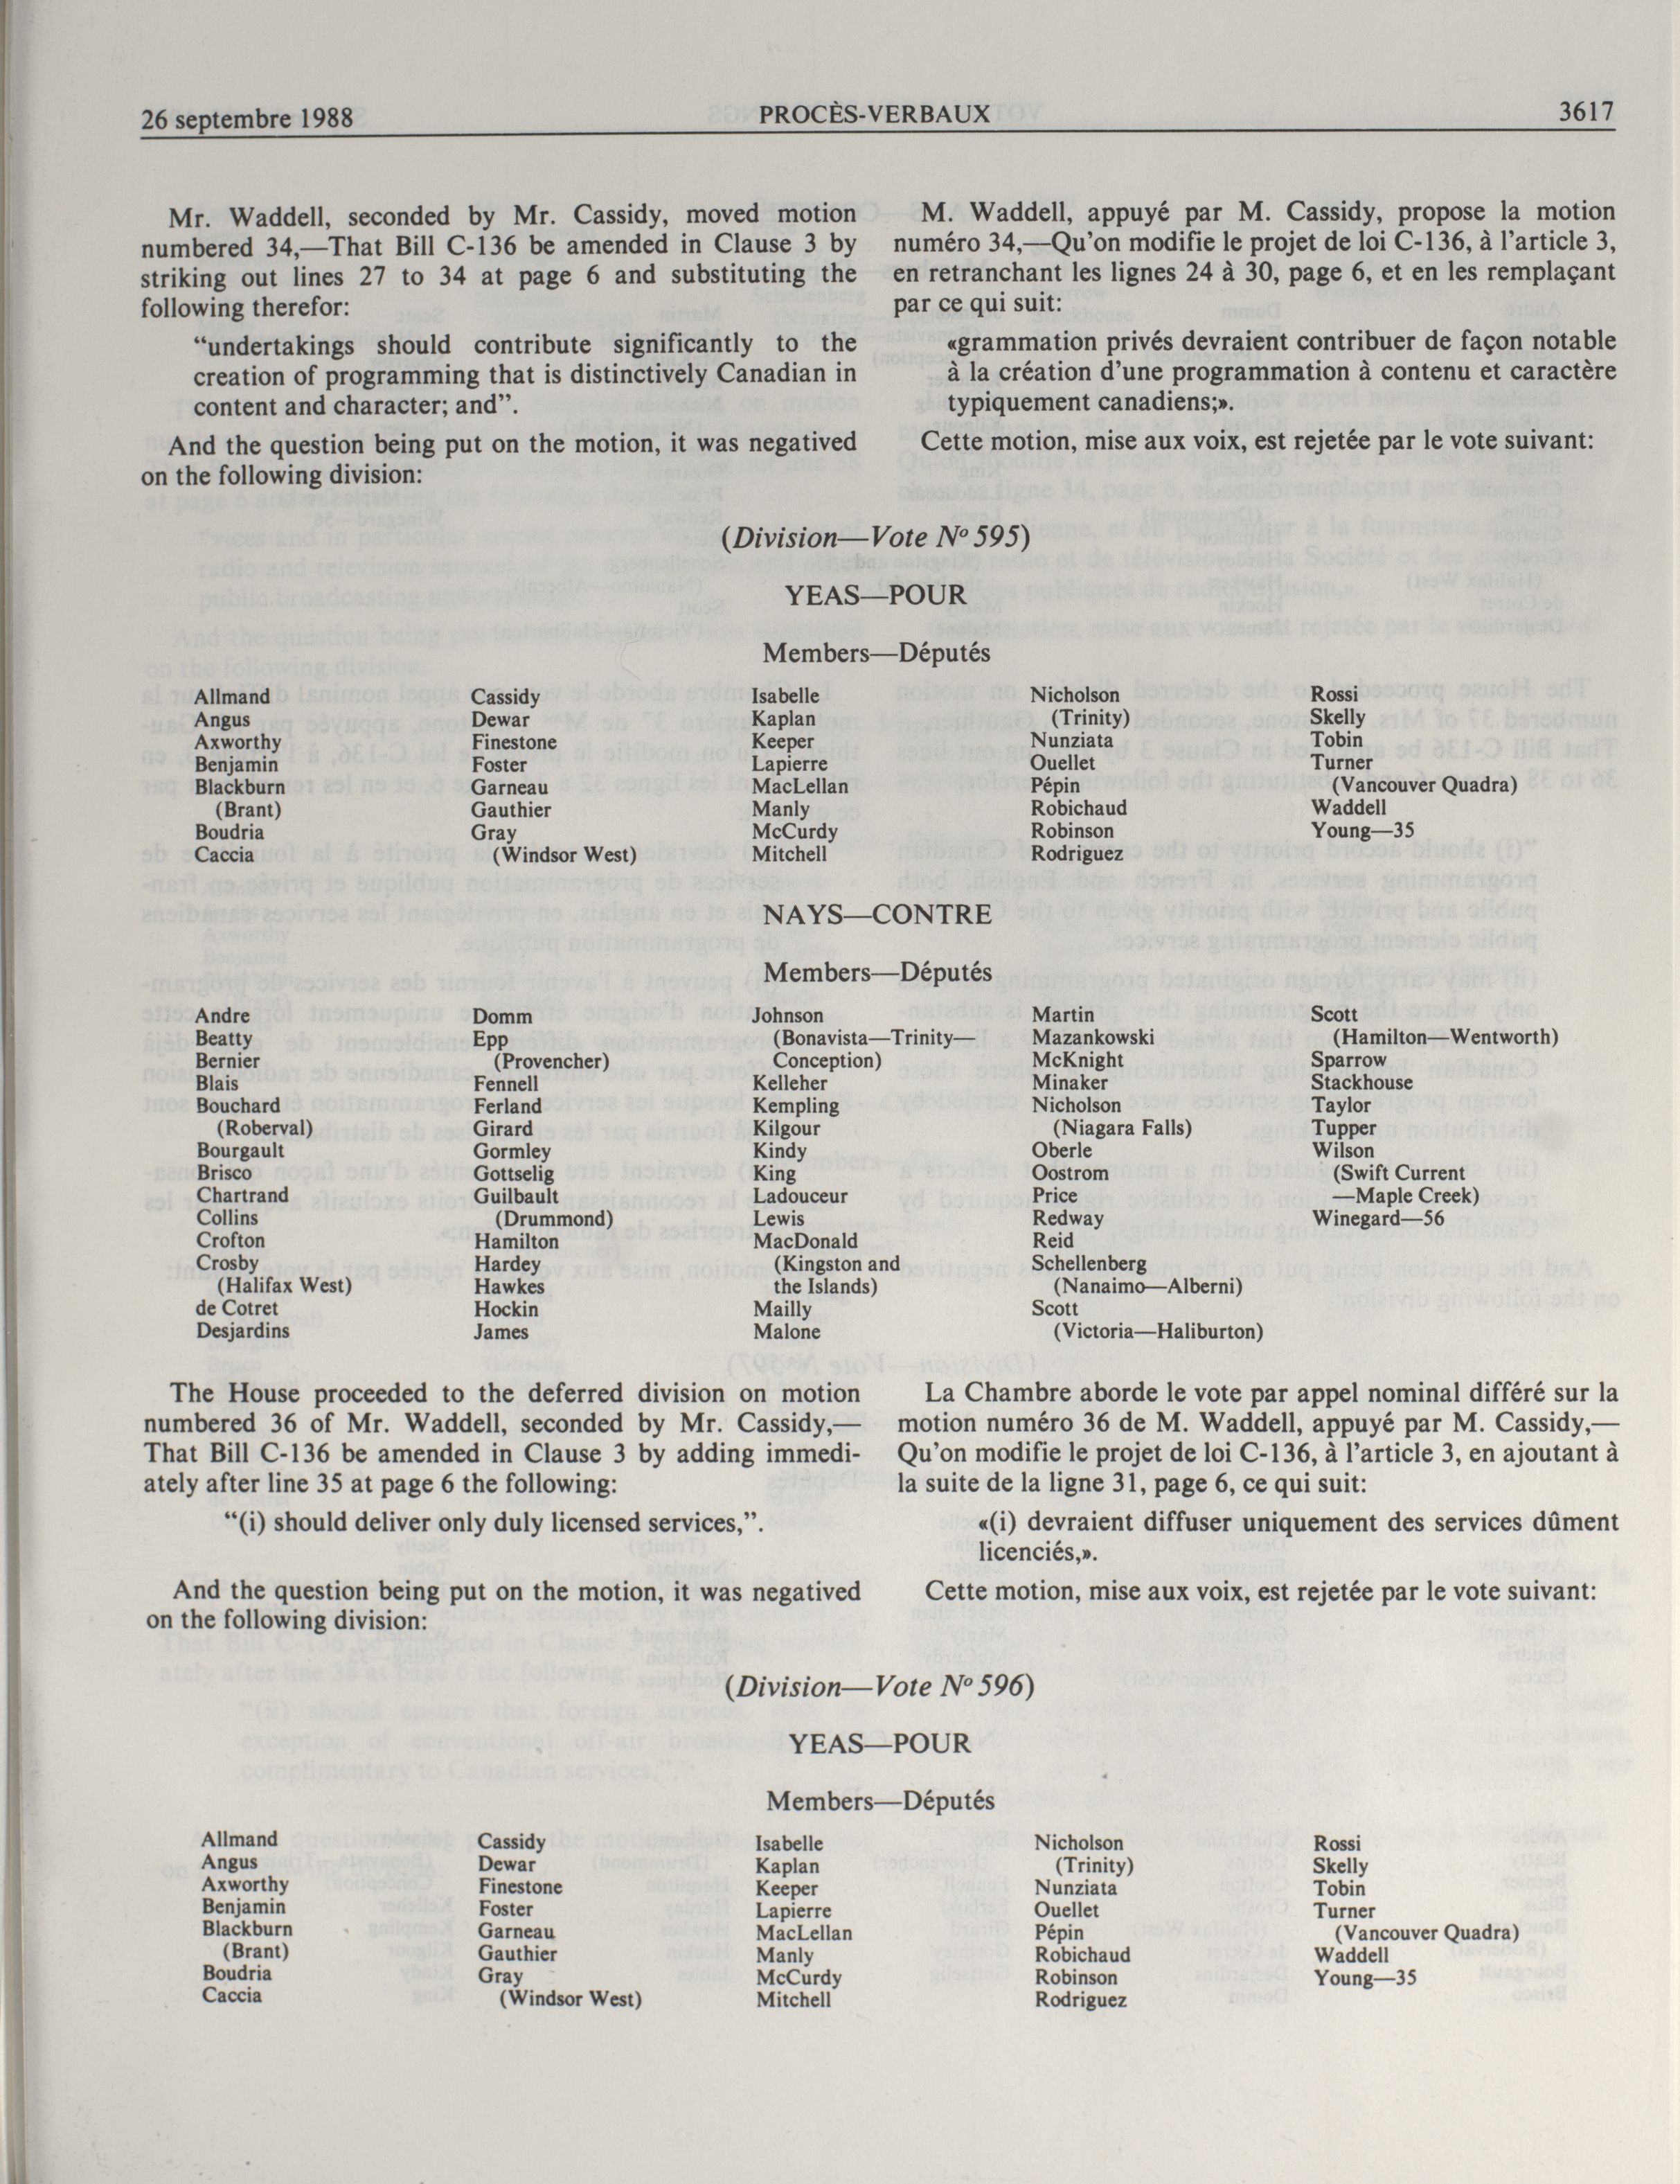 26 septembre 1988 PROCÈS-VERBAUX 3617
Mr. Waddell, seconded by Mr. Cassidy, moved motion
numbered 34,—That Bill C-136 be amended in Clause 3 by
striking out lines 27 to 34 at page 6 and substituting the
following therefor:
“undertakings should contribute significantly to the
creation of programming that is distinctively Canadian in
content and character; and”.
And the question being put on the motion, it was negatived
on the following division:
M. Waddell, appuyé par M. Cassidy, propose la motion
numéro 34,—Qu'on modifie le projet de loi C-136, à l'article 3,
en retranchant les lignes 24 à 30, page 6, et en les remplaçant
par ce qui suit:
«grammation privés devraient contribuer de façon notable
à la création d'une programmation à contenu et caractère
typiquement canadiens;».
Cette motion, mise aux voix, est rejetée par le vote suivant:
(Division—Vote Nº 595)
YEAS—POUR
Members—Députés
Allmand
Angus
Axworthy
Benjamin
Blackburn
(Brant)
Boudria
Caccia
Cassidy
Dewar
Finestone
Foster
Garneau
Gauthier
Gray
(Windsor West)
Isabelle
Kaplan
Keeper
Lapierre
MacLellan
Manly
McCurdy
Mitchell
Nicholson
(Trinity)
Nunziata
Ouellet
Pépin
Robichaud
Robinson
Rodriguez
Rossi
Skelly
Tobin
Turner
(Vancouver Quadra)
Waddell
Young—35
NAYS—CONTRE
Members—Députés
Andre
Beatty
Bernier
Blais
Bouchard
(Roberval)
Bourgault
Brisco
Chartrand
Collins
Crofton
Crosby
(Halifax West)
de Cotret
Desjardins
Domm
Epp
(Provencher)
Fennell
Ferland
Girard
Gormley
Gottselig
Guilbault
(Drummond)
Hamilton
Hardey
Hawkes
Hockin
James
Johnson
(Bonavista—Trinity—
Conception)
Kelleher
Kempling
Kilgour
Kindy
King
Ladouceur
Lewis
MacDonald
(Kingston and
the Islands)
Mailly
Malone
Martin
Mazankowski
McKnight
Minaker
Nicholson
(Niagara Falls)
Oberle
Oostrom
Price
Redway
Reid
Schellenberg
(Nanaimo—Alberni)
Scott
(Victoria—Haliburton)
Scott
(Hamilton—Wentworth)
Sparrow
Stackhouse
Taylor
Tupper
Wilson
(Swift Current
—Maple Creek)
Winegard—56
The House proceeded to the deferred division on motion
numbered 36 of Mr. Waddell, seconded by Mr. Cassidy,—
That Bill C-136 be amended in Clause 3 by adding immedi-
ately after line 35 at page 6 the following:
“(i) should deliver only duly licensed services,”.
And the question being put on the motion, it was negatived
on the following division:
La Chambre aborde le vote par appel nominal différé sur la
motion numéro 36 de M. Waddell, appuyé par M. Cassidy,—
Qu'on modifie le projet de loi C-136, à l'article 3, en ajoutant à
la suite de la ligne 31, page 6, ce qui suit:
«(i) devraient diffuser uniquement des services dûment
licenciés,».
Cette motion, mise aux voix, est rejetée par le vote suivant:
(Division—Vote Nº 596)
YEAS—POUR
Members—Députés
Allmand
Angus
Axworthy
Benjamin
Blackburn
(Brant)
Boudria
Caccia
Cassidy
Dewar
Finestone
Foster
Garneau
Gauthier
Gray
(Windsor West)
Isabelle
Kaplan
Keeper
Lapierre
MacLellan
Manly
McCurdy
Mitchell
Nicholson
(Trinity)
Nunziata
Ouellet
Pépin
Robichaud
Robinson
Rodriguez
Rossi
Skelly
Tobin
Turner
(Vancouver Quadra)
Waddell
Young—35